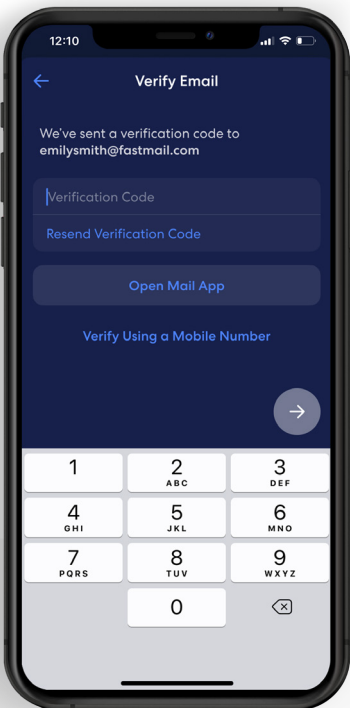 12:10
Verify Email
We've sent a verification code to
emilysmith@fastmail.com
Verification Code
Resend Verification Code
Open Mail App
Verify Using a Mobile Number
1 2 3
ABC DEF
4 5 6
GHI JKL MNO
7 8 9
PQRS TUV WXYZ
0